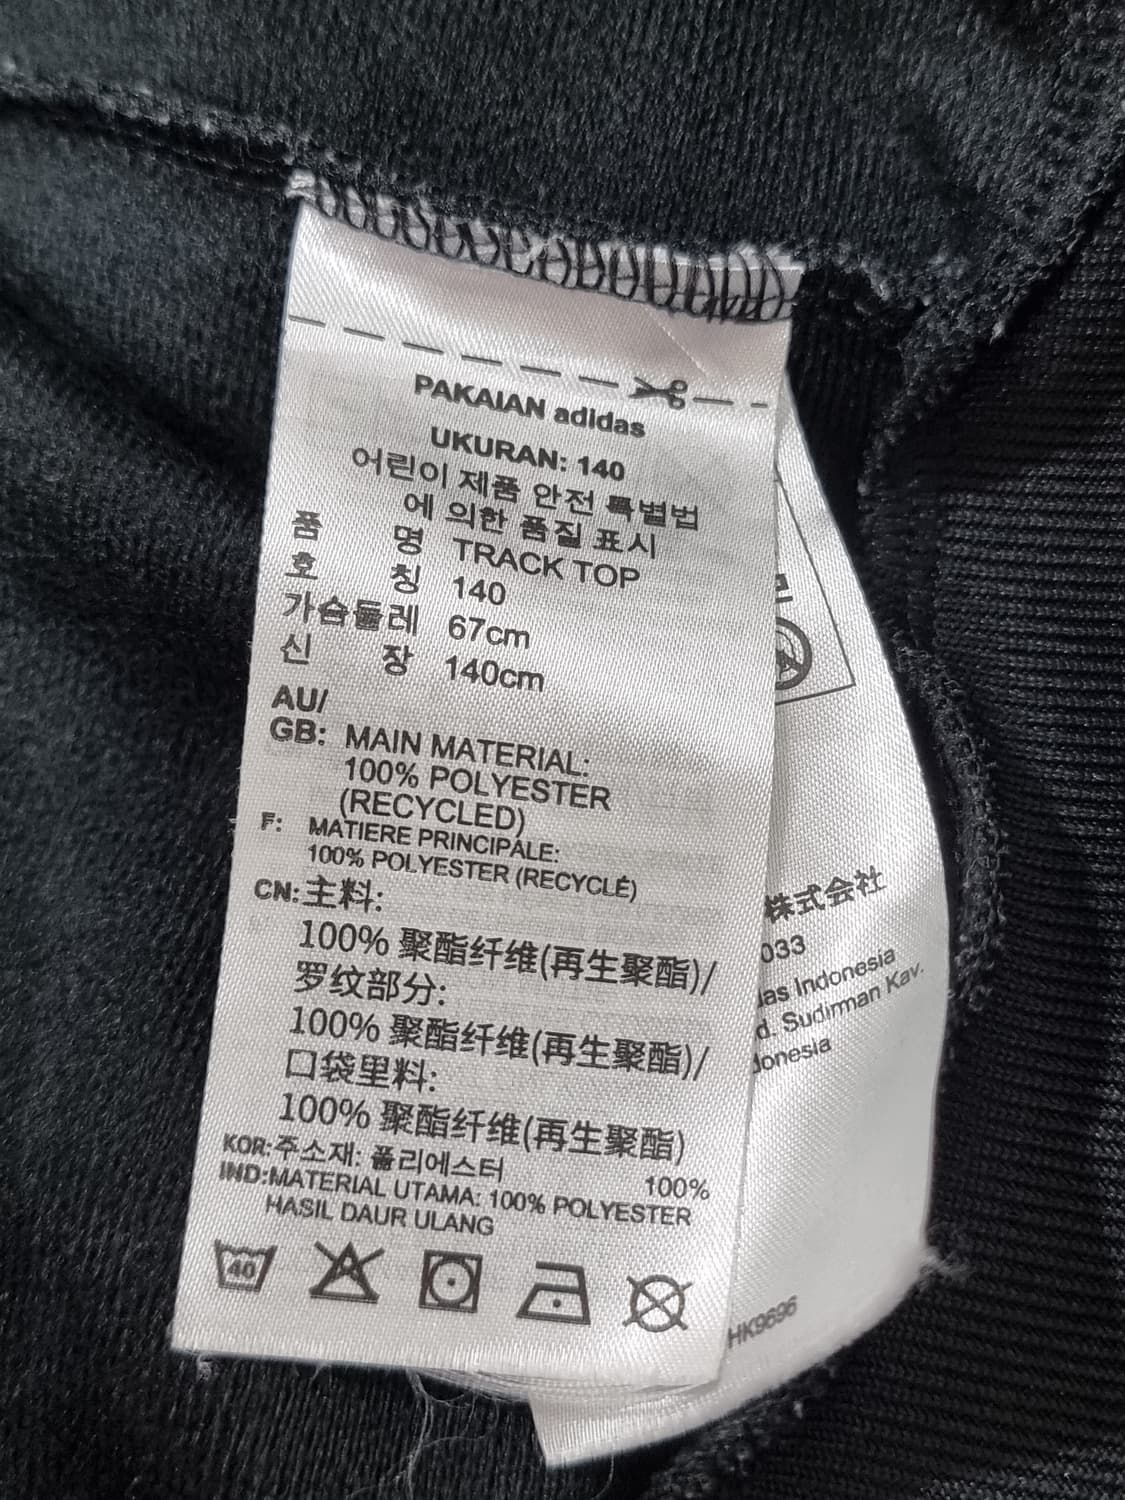 PAKAIAN adidas
UKURAN: 140
어린이 제품 안전 특별법
에 의한 품질 표시
품 명 TRACK TOP
호 칭 140
가슴둘레 67cm
신 장 140cm
AU/
GB: MAIN MATERIAL:
100% POLYESTER
(RECYCLED)
F: MATIERE PRINCIPALE:
100% POLYESTER (RECYCLÉ)
CN: 主料:
100% 聚酯纤维(再生聚酯)/
罗纹部分:
100% 聚酯纤维(再生聚酯)/
口袋里料:
100% 聚酯纤维(再生聚酯)
KOR: 주소재: 폴리에스터 100%
IND: MATERIAL UTAMA: 100% POLYESTER
HASIL DAUR ULANG
40
株式会社
033
Indonesia
Sudirman Kav.
HK9696